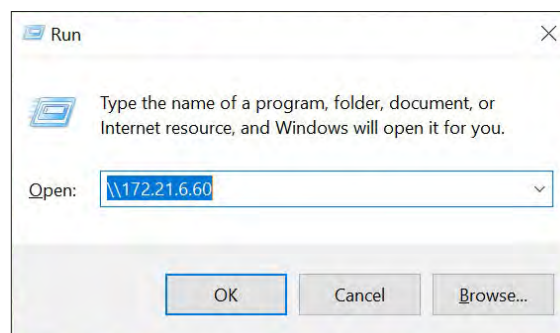 Run
Type the name of a program, folder, document, or
Internet resource, and Windows will open it for you.
Open: \\172.21.6.60
OK Cancel Browse...